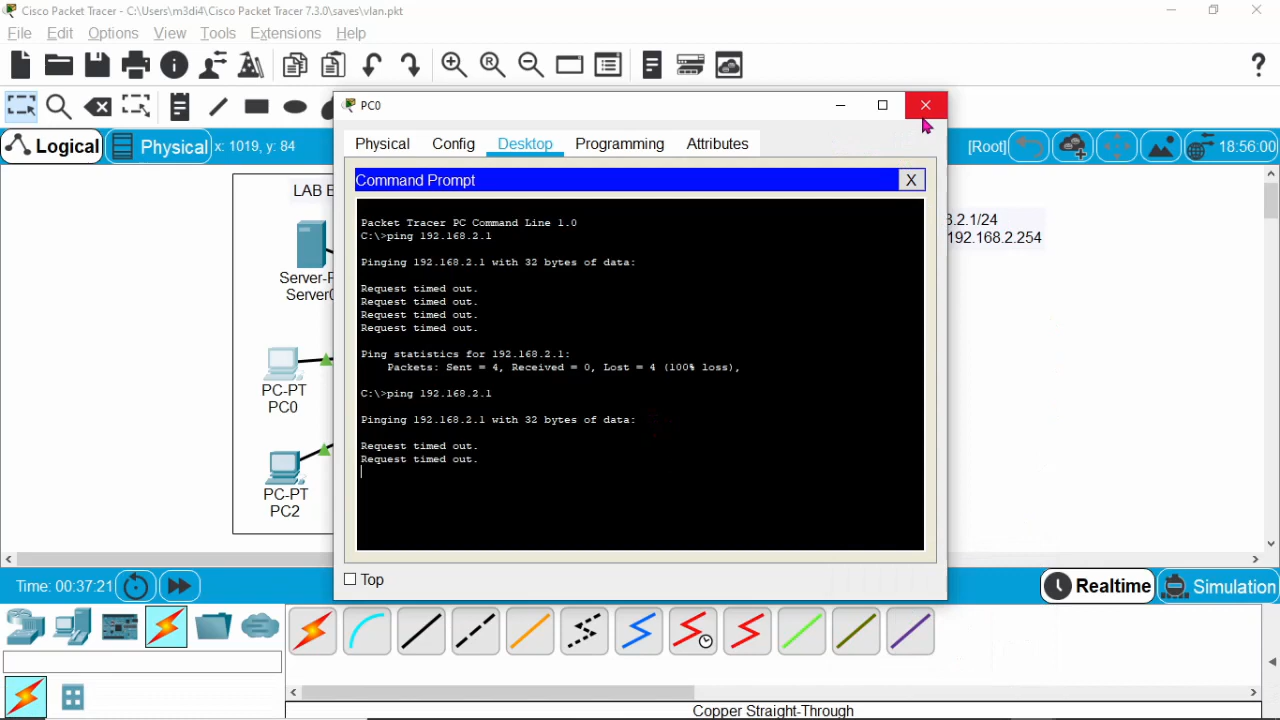 Cisco Packet Tracer - C:\Users\m3di4\Cisco Packet Tracer 7.3.0\saves\vlan.pkt
File Edit Options View Tools Extensions Help
PC0
Logical Physical x: 1019, y: 84
[Root] 18:56:00
Physical Config Desktop Programming Attributes
Command Prompt X
Packet Tracer PC Command Line 1.0
C:\>ping 192.168.2.1
Pinging 192.168.2.1 with 32 bytes of data:
Request timed out.
Request timed out.
Request timed out.
Request timed out.
Ping statistics for 192.168.2.1:
Packets: Sent = 4, Received = 0, Lost = 4 (100% loss),
C:\>ping 192.168.2.1
Pinging 192.168.2.1 with 32 bytes of data:
Request timed out.
Request timed out.
Top
LAB
Server-P
Server0
PC-PT
PC0
PC-PT
PC2
.2.1/24
192.168.2.254
Time: 00:37:21
Realtime Simulation
Copper Straight-Through